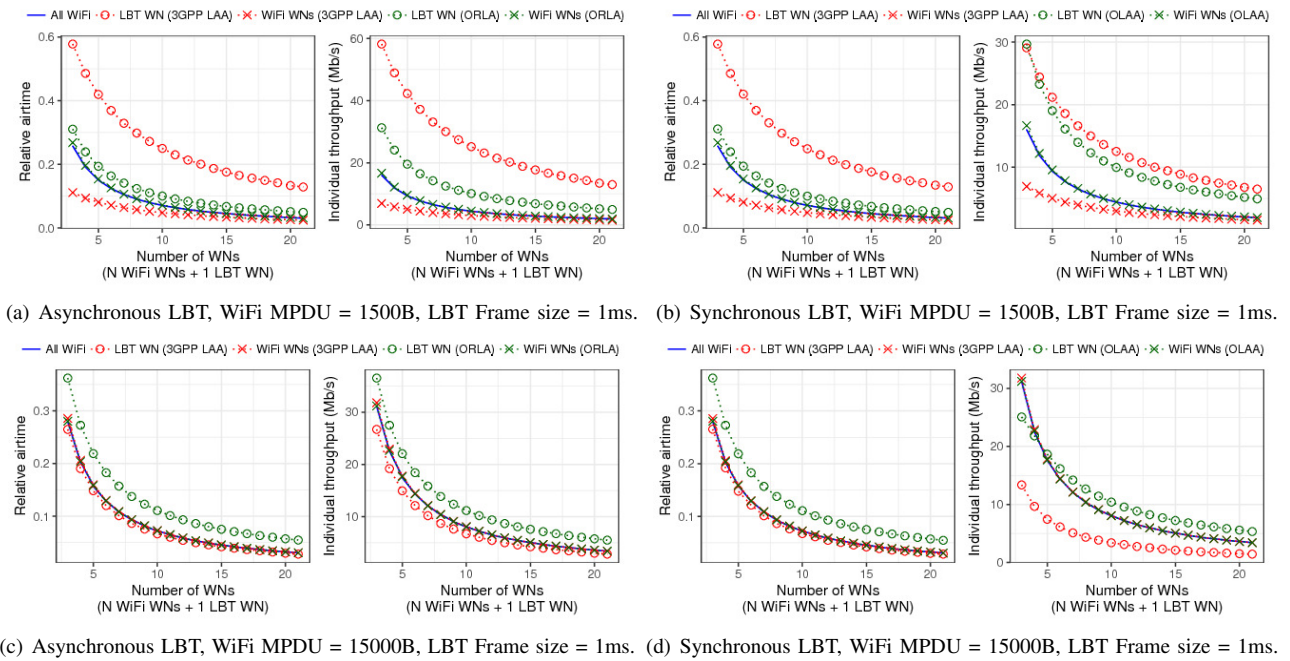 All WiFi LBT WN (3GPP LAA) WiFi WNs (3GPP LAA) LBT WN (ORLA) WiFi WNs (ORLA)
Relative airtime
0.6
0.4
0.2
0.0
5 10 15 20
Number of WNs
(N WiFi WNs + 1 LBT WN)
Individual throughput (Mb/s)
60
40
20
0
5 10 15 20
Number of WNs
(N WiFi WNs + 1 LBT WN)
(a) Asynchronous LBT, WiFi MPDU = 1500B, LBT Frame size = 1ms.
All WiFi LBT WN (3GPP LAA) WiFi WNs (3GPP LAA) LBT WN (OLAA) WiFi WNs (OLAA)
Relative airtime
0.6
0.4
0.2
0.0
5 10 15 20
Number of WNs
(N WiFi WNs + 1 LBT WN)
Individual throughput (Mb/s)
30
20
10
5 10 15 20
Number of WNs
(N WiFi WNs + 1 LBT WN)
(b) Synchronous LBT, WiFi MPDU = 1500B, LBT Frame size = 1ms.
All WiFi LBT WN (3GPP LAA) WiFi WNs (3GPP LAA) LBT WN (ORLA) WiFi WNs (ORLA)
Relative airtime
0.3
0.2
0.1
5 10 15 20
Number of WNs
(N WiFi WNs + 1 LBT WN)
Individual throughput (Mb/s)
30
20
10
5 10 15 20
Number of WNs
(N WiFi WNs + 1 LBT WN)
(c) Asynchronous LBT, WiFi MPDU = 15000B, LBT Frame size = 1ms.
All WiFi LBT WN (3GPP LAA) WiFi WNs (3GPP LAA) LBT WN (OLAA) WiFi WNs (OLAA)
Relative airtime
0.3
0.2
0.1
5 10 15 20
Number of WNs
(N WiFi WNs + 1 LBT WN)
Individual throughput (Mb/s)
30
20
10
0
5 10 15 20
Number of WNs
(N WiFi WNs + 1 LBT WN)
(d) Synchronous LBT, WiFi MPDU = 15000B, LBT Frame size = 1ms.